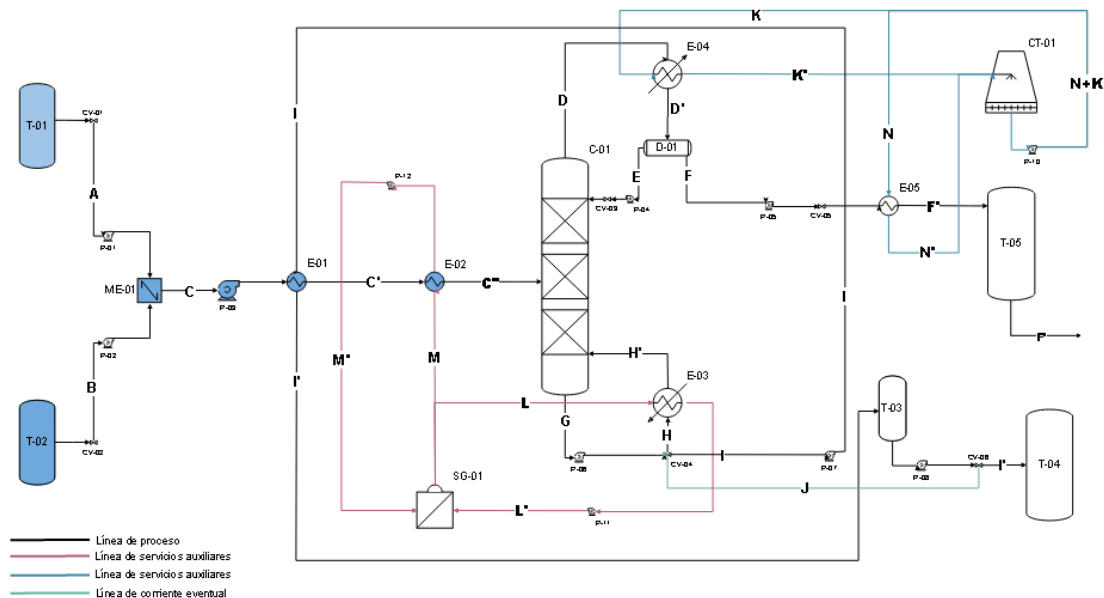 K
E-04
CT-01
K'
N+K
I
D
D'
T-01
CV-01
C-01
D-01
N
P-10
E
F
P-12
A
CV-03
P-04
E-05
P-05
CV-05
F'
T-05
P-01
N'
E-01
E-02
ME-01
C
C'
C''
I
P-03
P-02
F'
H'
M'
M
B
I'
E-03
L
T-03
G
H
T-02
CV-02
P-06
I
CV-04
P-07
CV-06
P-08
I'
T-04
SG-01
J
L'
P-11
Línea de proceso
Línea de servicios auxiliares
Línea de servicios auxiliares
Línea de corriente eventual